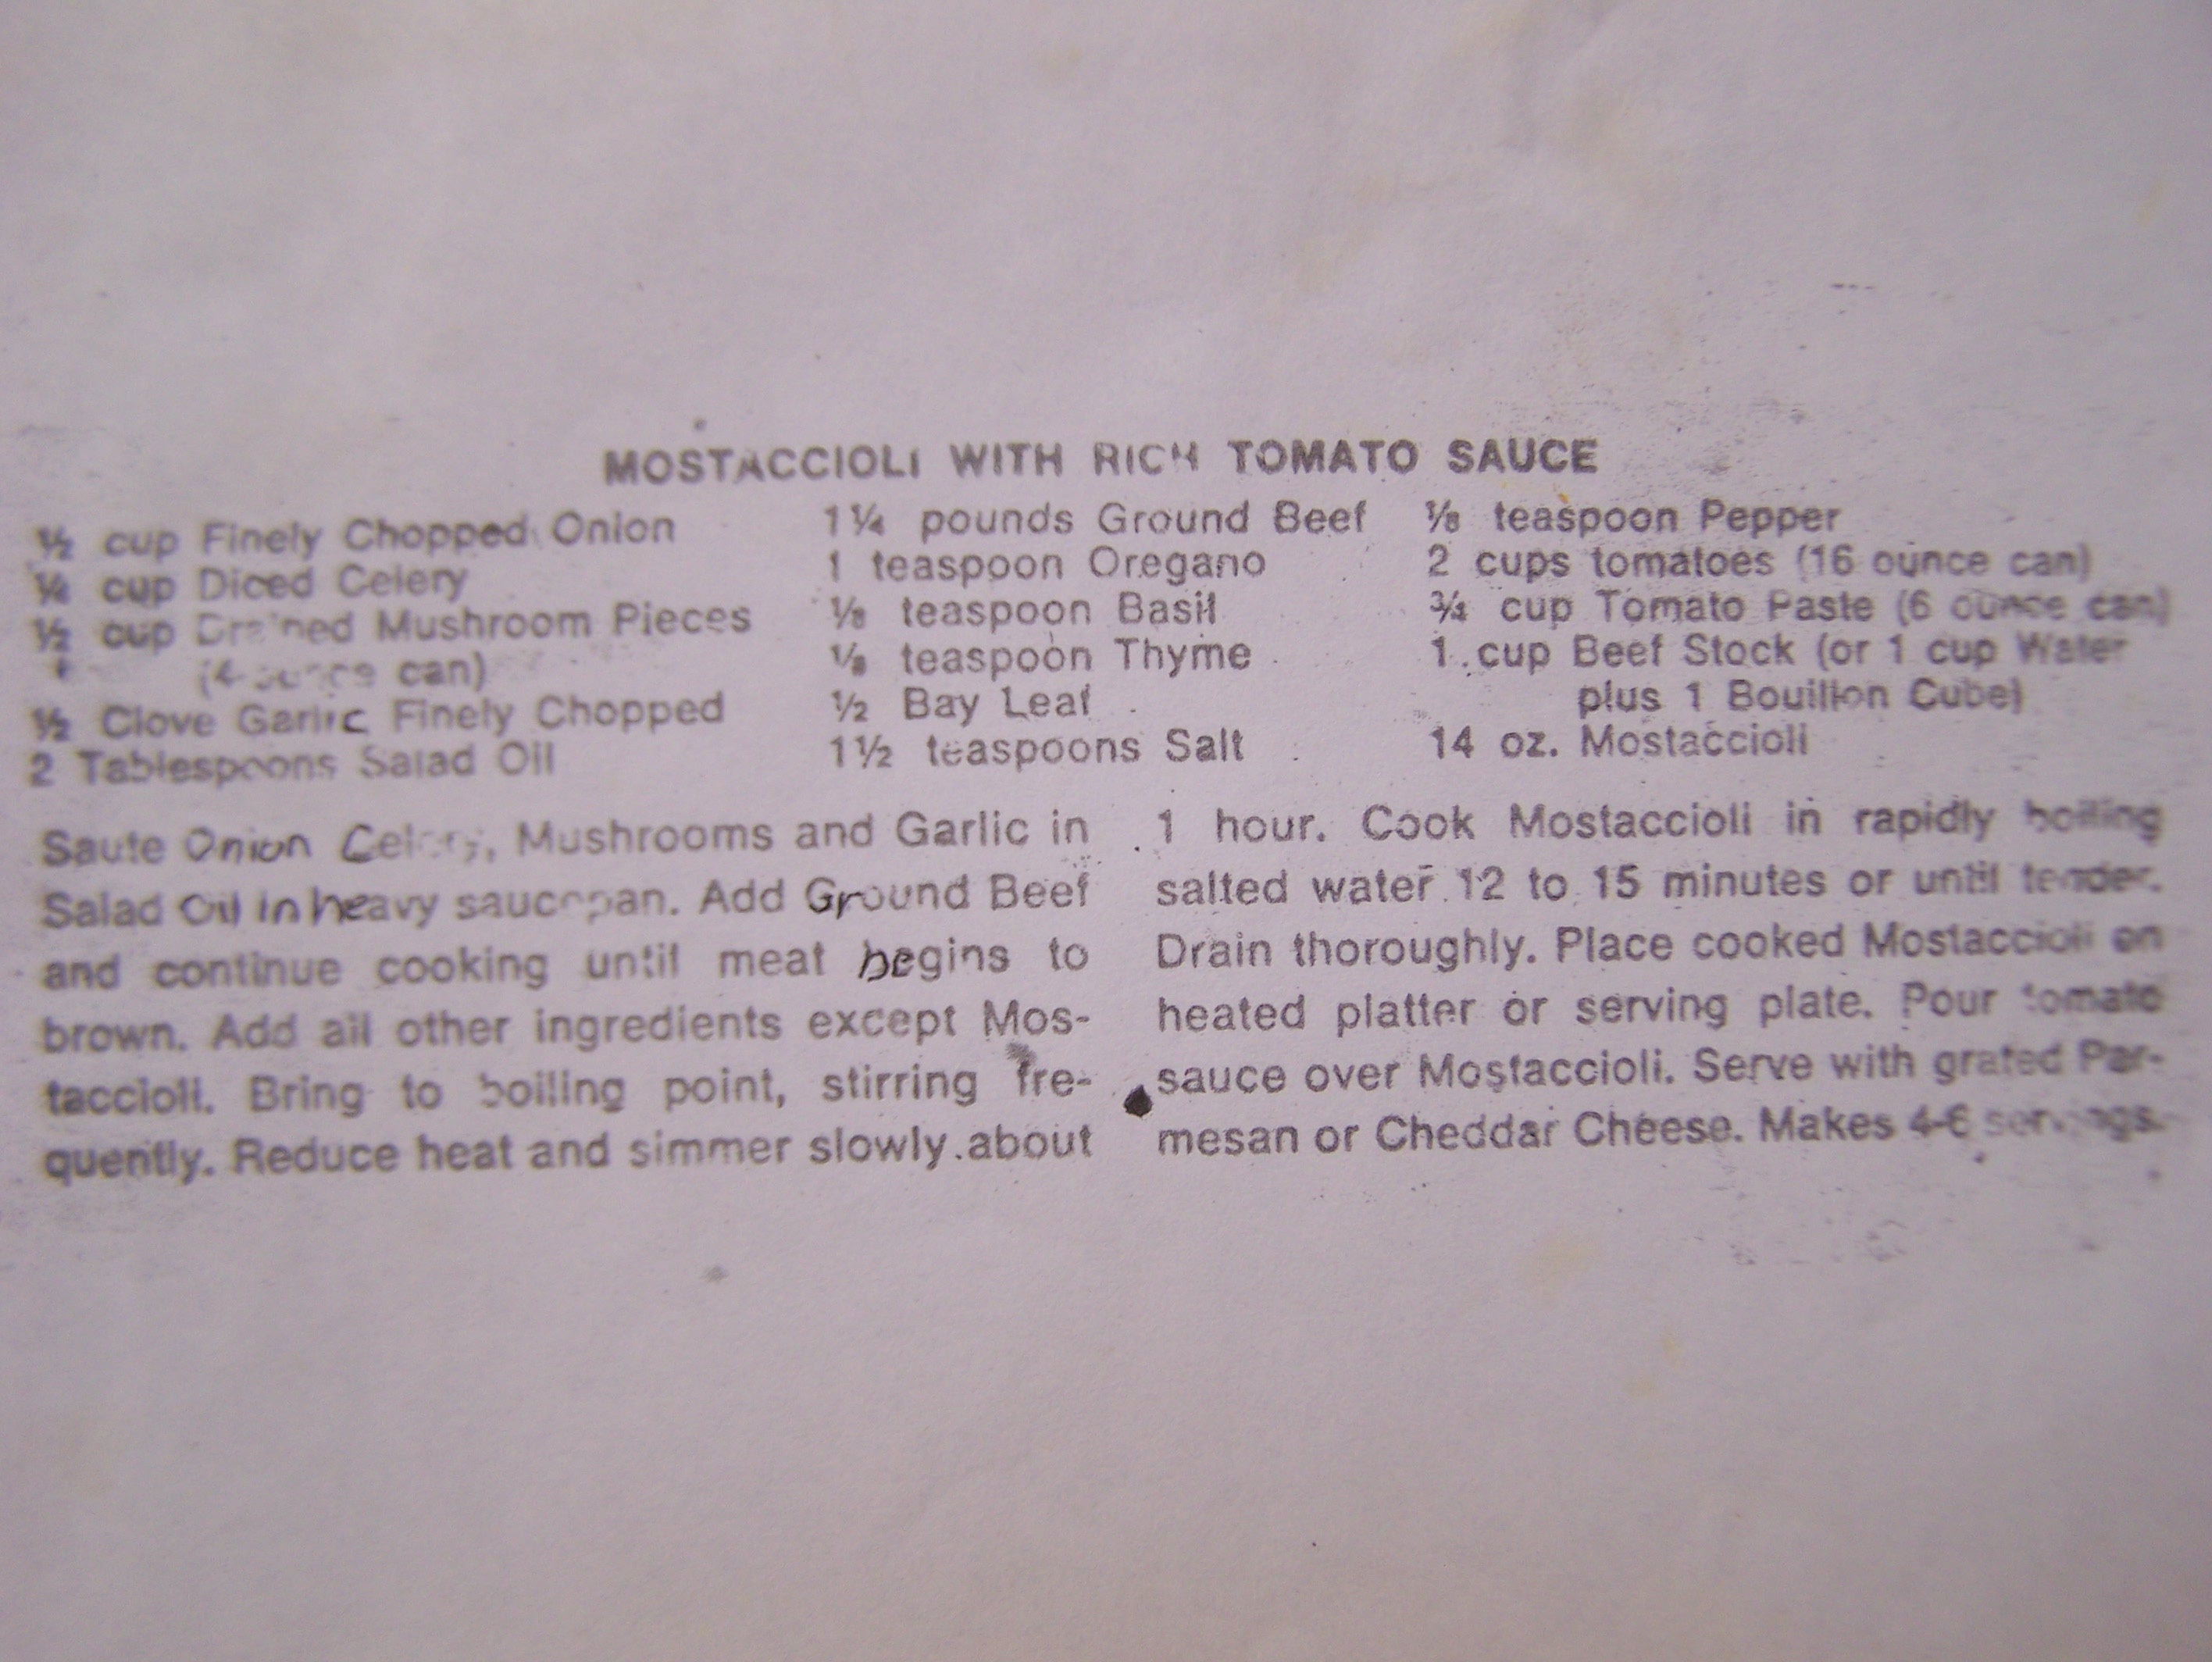 MOSTACCIOLI WITH RICH TOMATO SAUCE
½ cup Finely Chopped Onion
¼ cup Diced Celery
½ cup Drained Mushroom Pieces
(4 ounce can)
½ Clove Garlic Finely Chopped
2 Tablespoons Salad Oil
1¼ pounds Ground Beef
1 teaspoon Oregano
⅛ teaspoon Basil
⅛ teaspoon Thyme
½ Bay Leaf
1½ teaspoons Salt
⅛ teaspoon Pepper
2 cups tomatoes (16 ounce can)
¾ cup Tomato Paste (6 ounce can)
1 cup Beef Stock (or 1 cup Water
plus 1 Bouillon Cube)
14 oz. Mostaccioli
Saute Onion Celery, Mushrooms and Garlic in
Salad Oil in heavy saucepan. Add Ground Beef
and continue cooking until meat begins to
brown. Add all other ingredients except Mos-
taccioli. Bring to boiling point, stirring fre-
quently. Reduce heat and simmer slowly about
1 hour. Cook Mostaccioli in rapidly boiling
salted water 12 to 15 minutes or until tender.
Drain thoroughly. Place cooked Mostaccioli on
heated platter or serving plate. Pour tomato
sauce over Mostaccioli. Serve with grated Par-
mesan or Cheddar Cheese. Makes 4-6 servings.